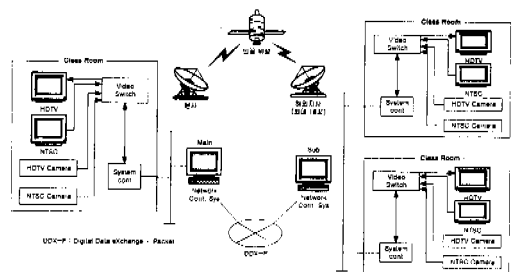 Class Room
Video
Switch
HDTV
NTSC
HDTV Camera
NTSC Camera
System
cont
본사
Main
Network
Cont. Sys
Sub
Network
Cont. Sys
DDX-P
DDX-P : Digital Data eXchange - Packet
Class Room
Video
Switch
HDTV
NTSC
System
cont
HDTV Camera
NTSC Camera
Class Room
Video
Switch
HDTV
NTSC
System
cont
HDTV Camera
NTSC Camera